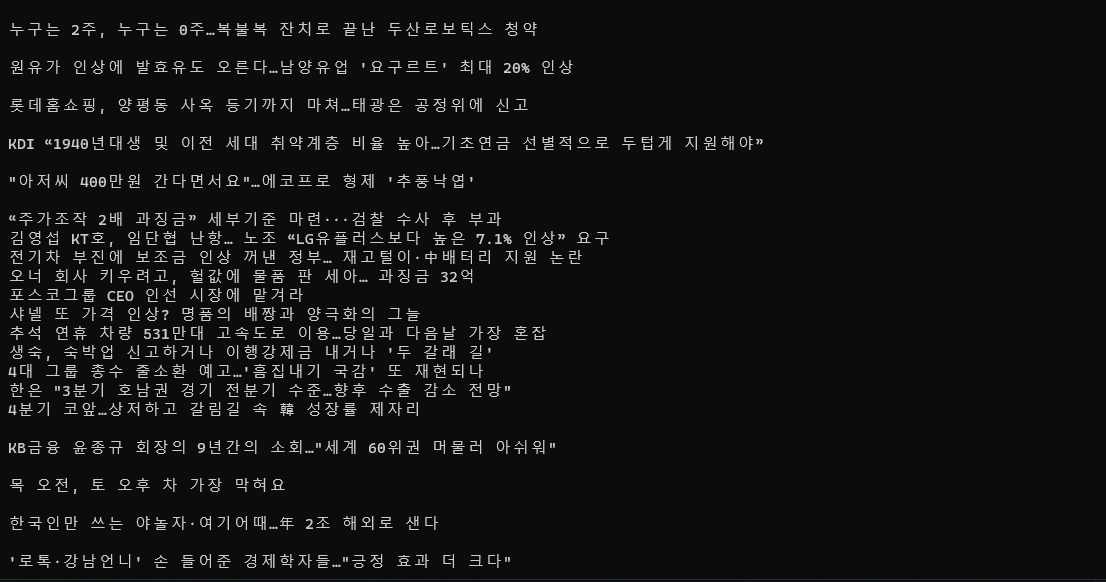 누구는 2주, 누구는 0주…복불복 잔치로 끝난 두산로보틱스 청약
원유가 인상에 발효유도 오른다…남양유업 '요구르트' 최대 20% 인상
롯데홈쇼핑, 양평동 사옥 등기까지 마쳐…태광은 공정위에 신고
KDI “1940년대생 및 이전 세대 취약계층 비율 높아…기초연금 선별적으로 두텁게 지원해야”
"아저씨 400만원 간다면서요"…에코프로 형제 '추풍낙엽'
“주가조작 2배 과징금” 세부기준 마련···검찰 수사 후 부과
김영섭 KT호, 임단협 난항… 노조 “LG유플러스보다 높은 7.1% 인상” 요구
전기차 부진에 보조금 인상 꺼낸 정부… 재고털이·中배터리 지원 논란
오너 회사 키우려고, 헐값에 물품 판 세아… 과징금 32억
포스코그룹 CEO 인선 시장에 맡겨라
샤넬 또 가격 인상? 명품의 배짱과 양극화의 그늘
추석 연휴 차량 531만대 고속도로 이용…당일과 다음날 가장 혼잡
생숙, 숙박업 신고하거나 이행강제금 내거나 '두 갈래 길'
4대 그룹 총수 줄소환 예고…'흠집내기 국감' 또 재현되나
한은 "3분기 호남권 경기 전분기 수준…향후 수출 감소 전망"
4분기 코앞…상저하고 갈림길 속 韓 성장률 제자리
KB금융 윤종규 회장의 9년간의 소회…"세계 60위권 머물러 아쉬워"
목 오전, 토 오후 차 가장 막혀요
한국인만 쓰는 야놀자·여기어때…年 2조 해외로 샌다
'로톡·강남언니' 손 들어준 경제학자들…"긍정 효과 더 크다"